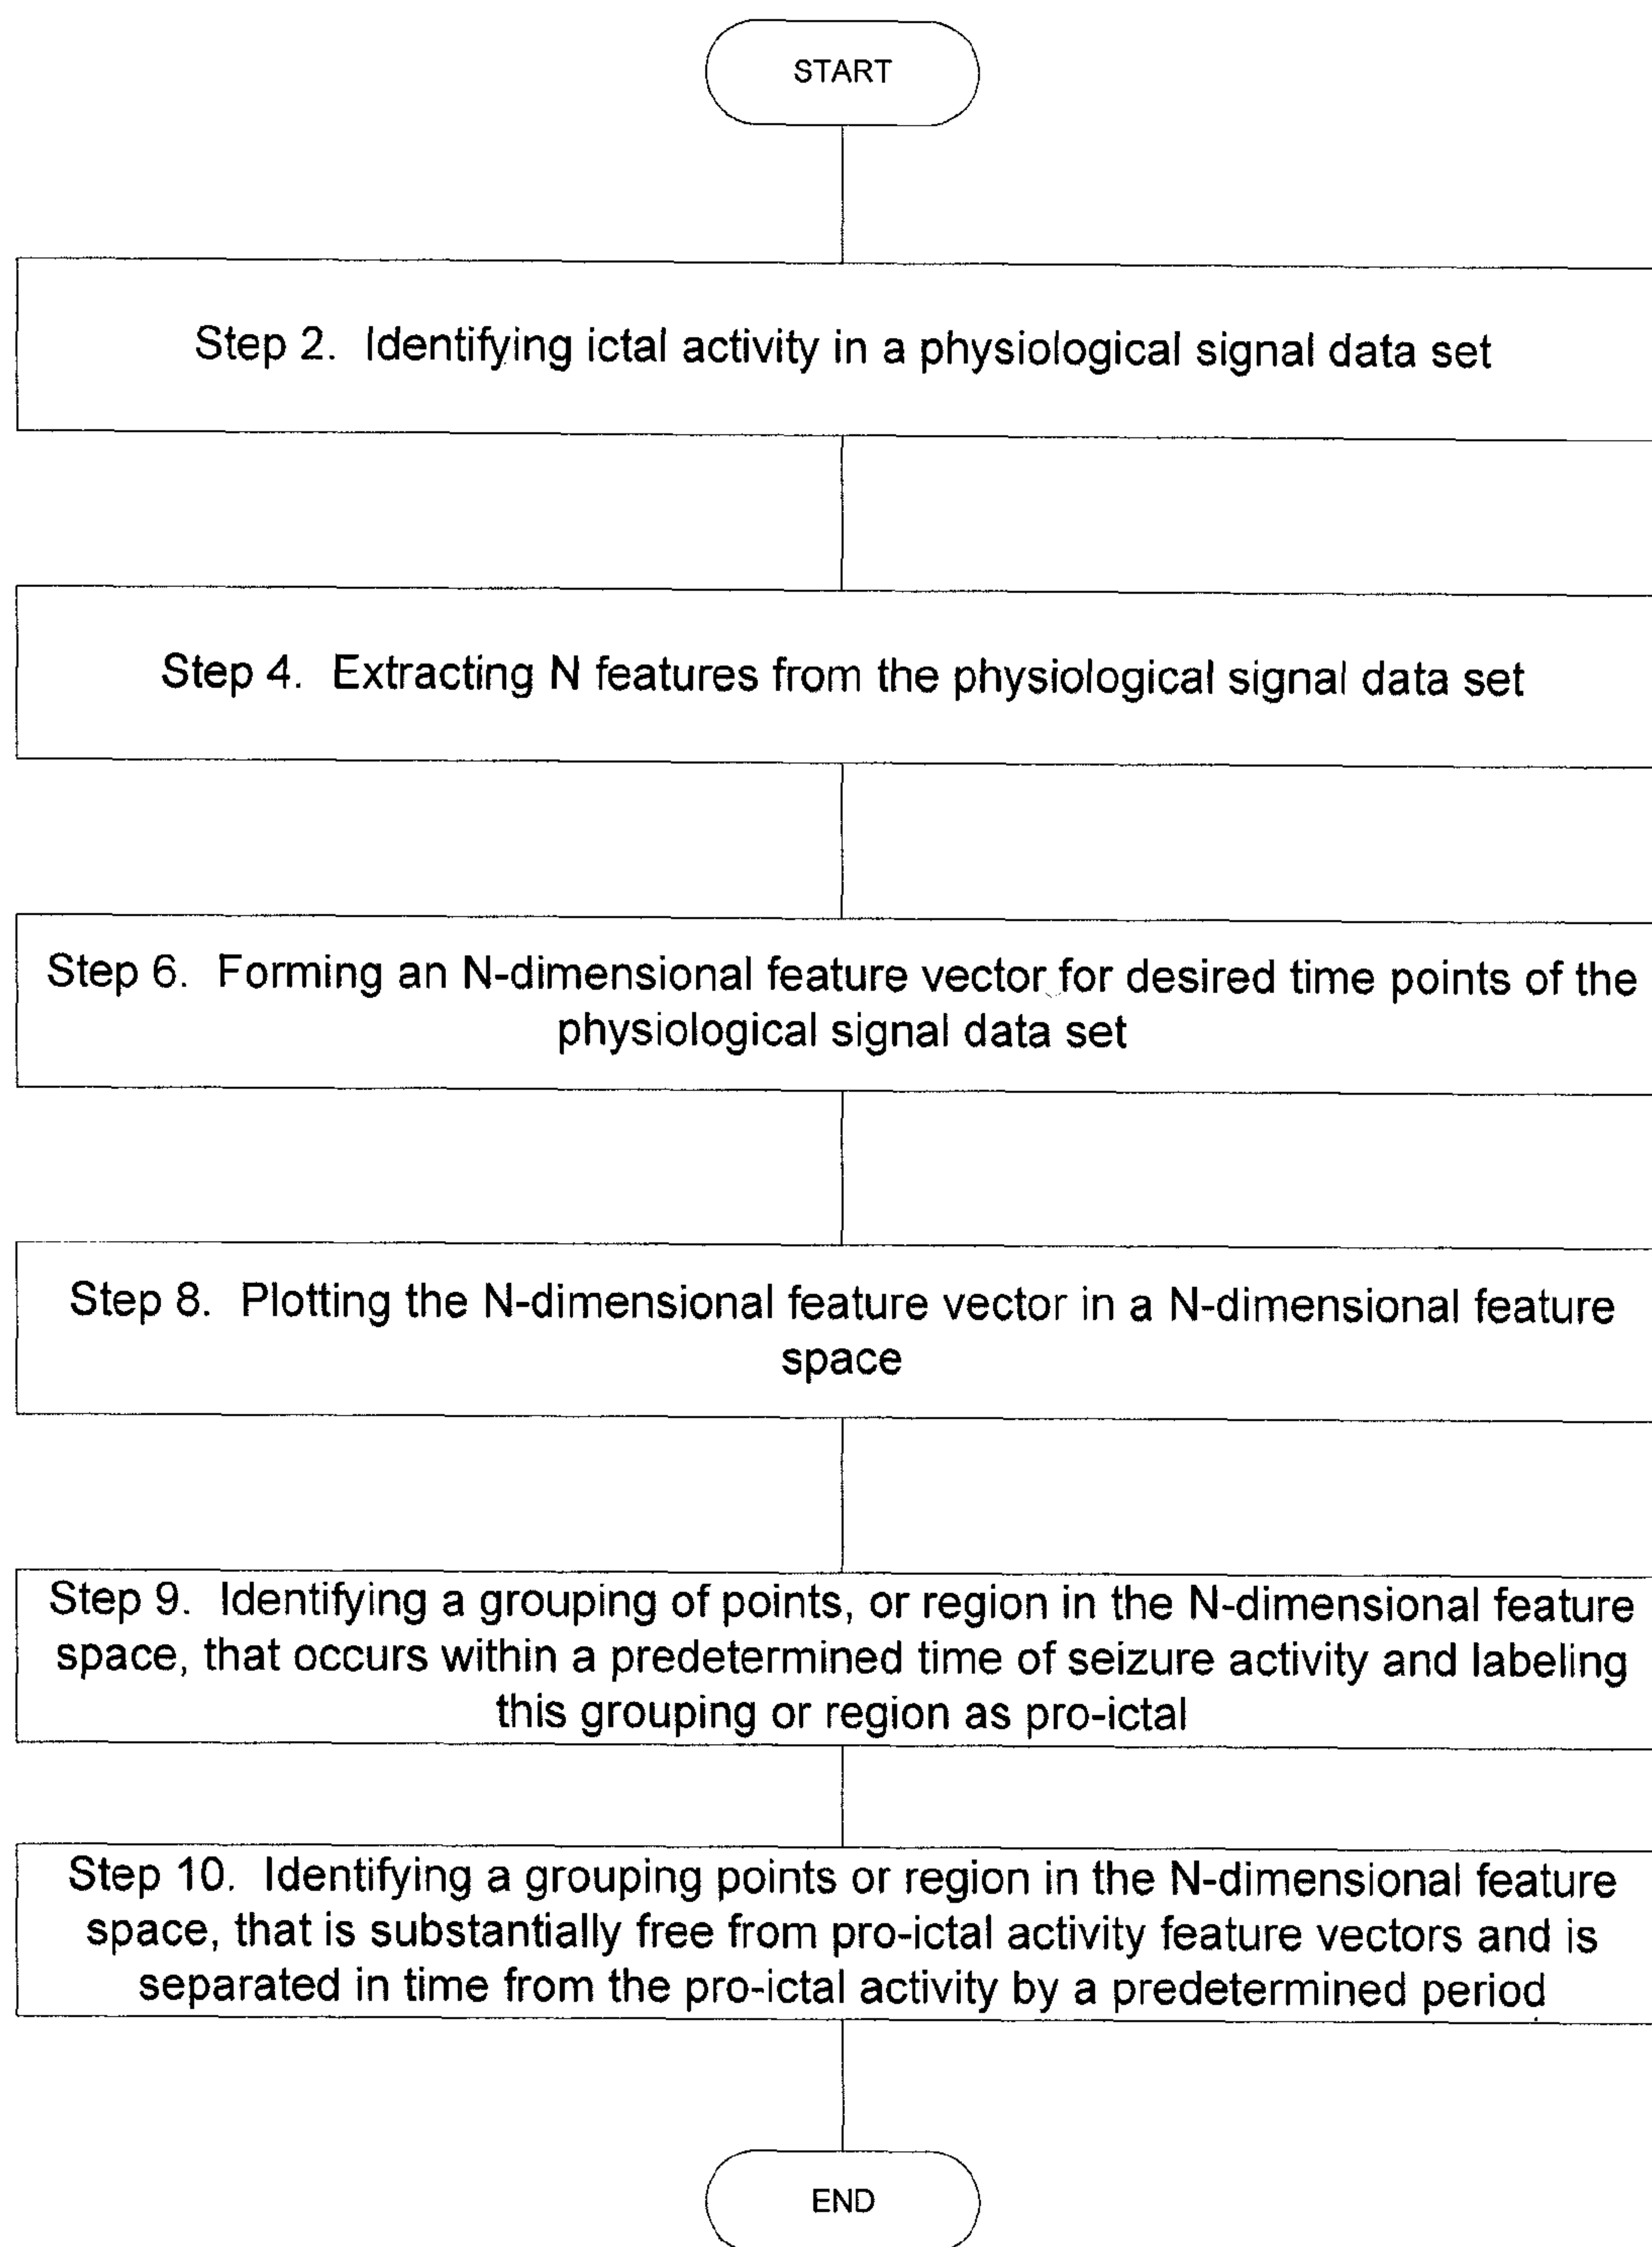 START
Step 2. Identifying ictal activity in a physiological signal data set
Step 4. Extracting N features from the physiological signal data set
Step 6. Forming an N-dimensional feature vector for desired time points of the
physiological signal data set
Step 8. Plotting the N-dimensional feature vector in a N-dimensional feature
space
Step 9. Identifying a grouping of points, or region in the N-dimensional feature
space, that occurs within a predetermined time of seizure activity and labeling
this grouping or region as pro-ictal
Step 10. Identifying a grouping points or region in the N-dimensional feature
space, that is substantially free from pro-ictal activity feature vectors and is
separated in time from the pro-ictal activity by a predetermined period
END